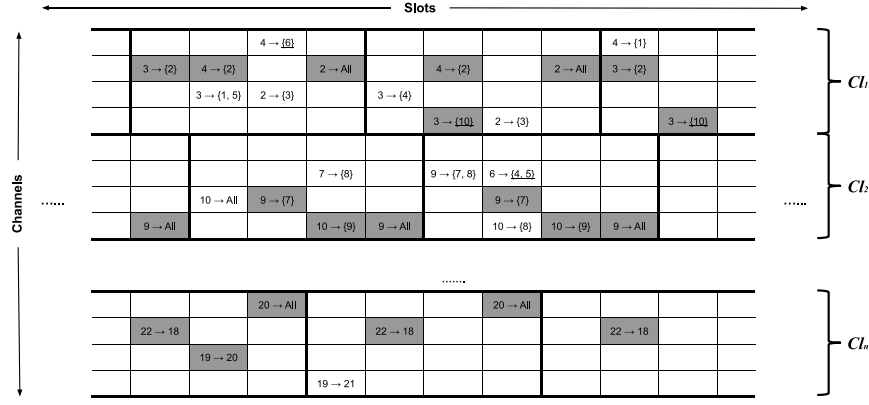 Slots
4 → {6} 4 → {1}
3 → {2} 4 → {2} 2 → All 4 → {2} 2 → All 3 → {2}
3 → {1, 5} 2 → {3} 3 → {4}
3 → {10} 2 → {3} 3 → {10}
Cl₁
7 → {8} 9 → {7, 8} 6 → {4, 5}
10 → All 9 → {7} 9 → {7}
9 → All 10 → {9} 9 → All 10 → {8} 10 → {9} 9 → All
Cl₂
Channels
...... ......
.......
20 → All 20 → All
22 → 18 22 → 18 22 → 18
19 → 20
19 → 21
Clₙ